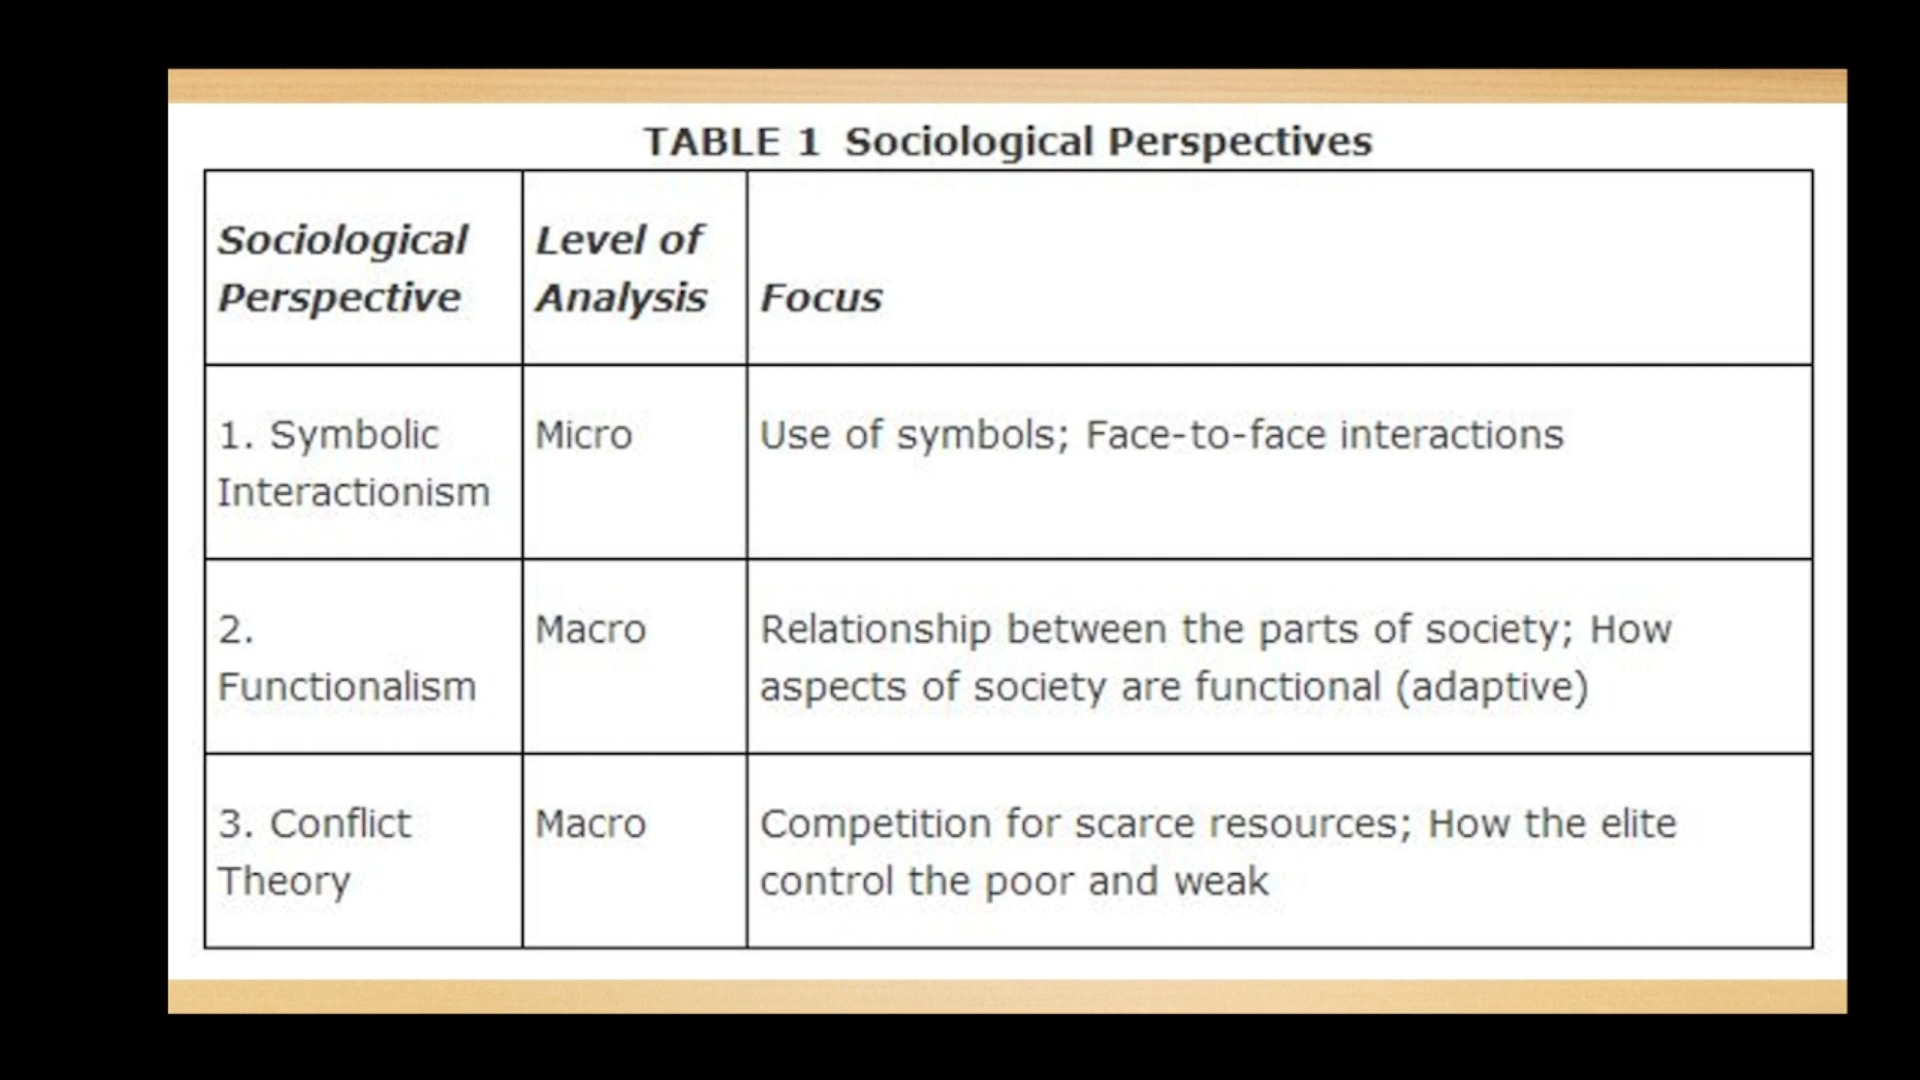 TABLE 1 Sociological Perspectives
Sociological
Perspective
Level of
Analysis
Focus
1. Symbolic
Interactionism
Micro
Use of symbols; Face-to-face interactions
2.
Functionalism
Macro
Relationship between the parts of society; How
aspects of society are functional (adaptive)
3. Conflict
Theory
Macro
Competition for scarce resources; How the elite
control the poor and weak